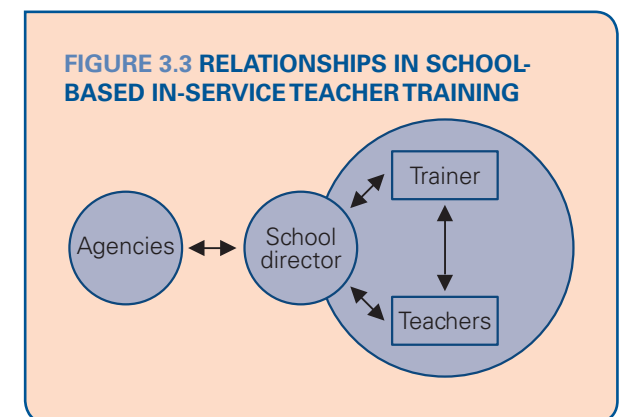 FIGURE 3.3 RELATIONSHIPS IN SCHOOL-
BASED IN-SERVICE TEACHER TRAINING
Trainer
Agencies
School
director
Teachers